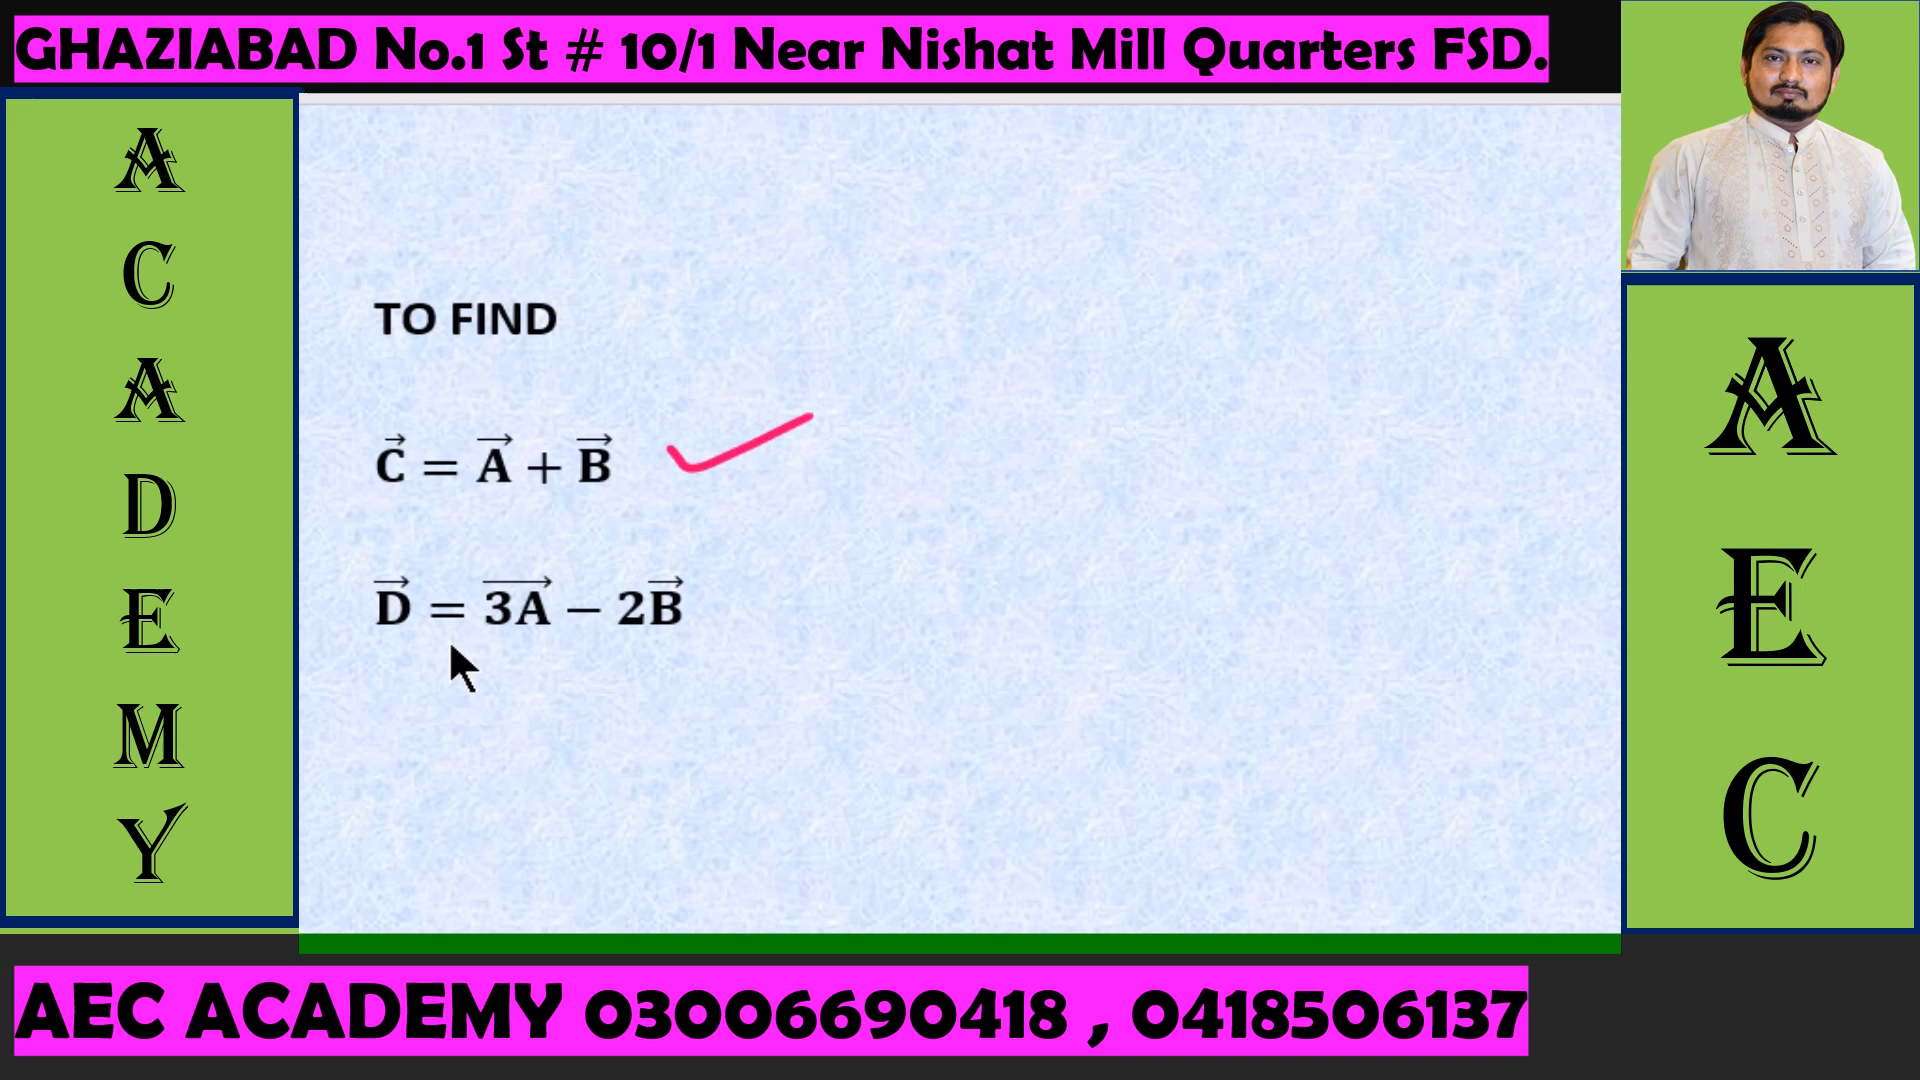 GHAZIABAD No.1 St # 10/1 Near Nishat Mill Quarters FSD.
A
C
A
D
E
M
Y
TO FIND
C⃗ = A⃗ + B⃗
D⃗ = 3A⃗ − 2B⃗
A
E
C
AEC ACADEMY 03006690418 , 0418506137